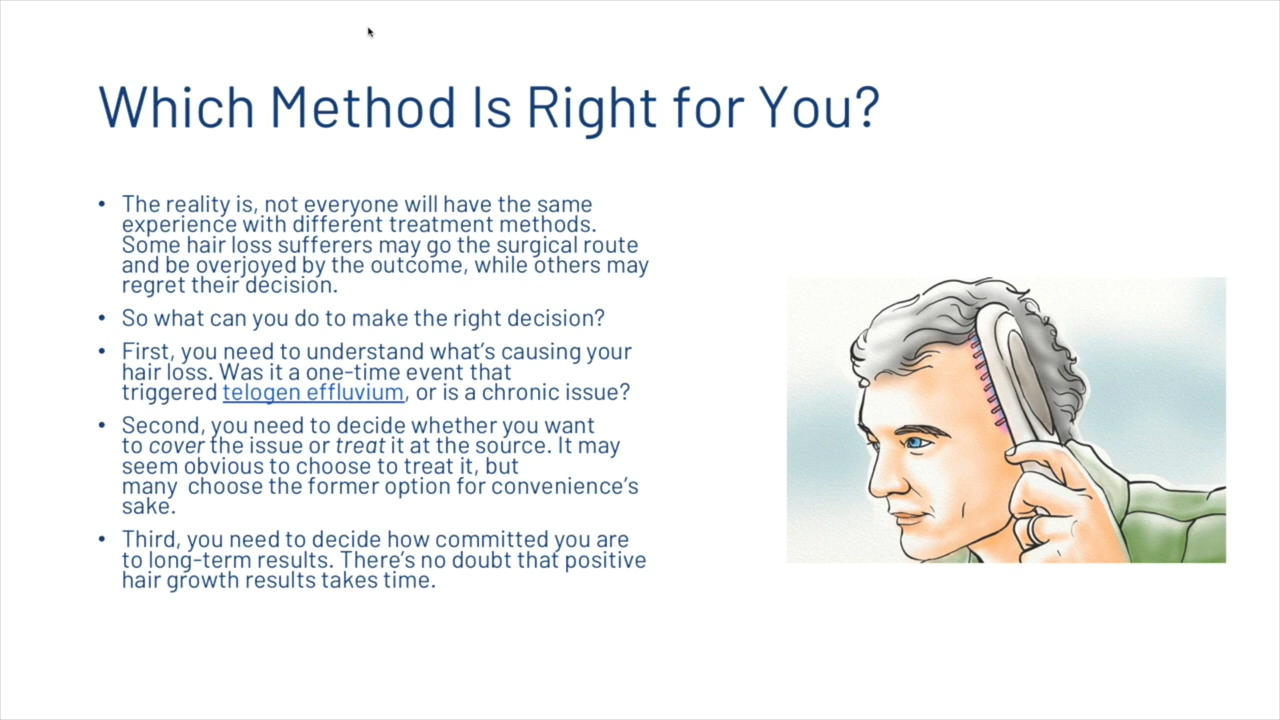 Which Method Is Right for You?
• The reality is, not everyone will have the same
experience with different treatment methods.
Some hair loss sufferers may go the surgical route
and be overjoyed by the outcome, while others may
regret their decision.
• So what can you do to make the right decision?
• First, you need to understand what's causing your
hair loss. Was it a one-time event that
triggered telogen effluvium, or is a chronic issue?
• Second, you need to decide whether you want
to cover the issue or treat it at the source. It may
seem obvious to choose to treat it, but
many  choose the former option for convenience's
sake.
• Third, you need to decide how committed you are
to long-term results. There's no doubt that positive
hair growth results takes time.